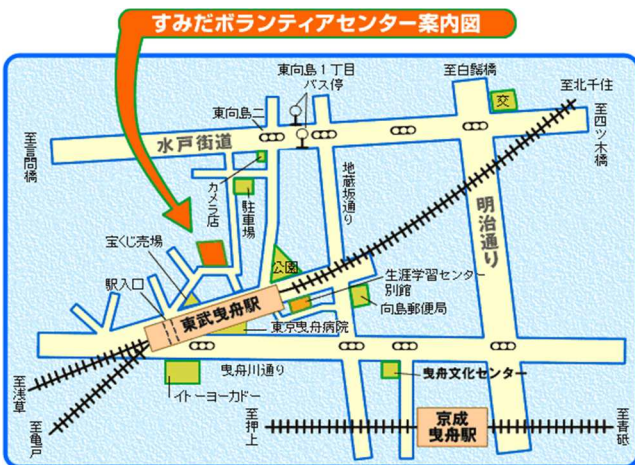 すみだボランティアセンター案内図
東向島1丁目
バス停
至白鬚橋
交
至北千住
至四ツ木橋
東向島二
水戸街道
至言問橋
カメラ店
駐車場
地蔵坂通り
明治通り
宝くじ売場
公園
生涯学習センター
別館
駅入口
東武曳舟駅
向島郵便局
東京曳舟病院
曳舟川通り
曳舟文化センター
至浅草
イトーヨーカドー
至亀戸
至押上
京成
曳舟駅
至青砥